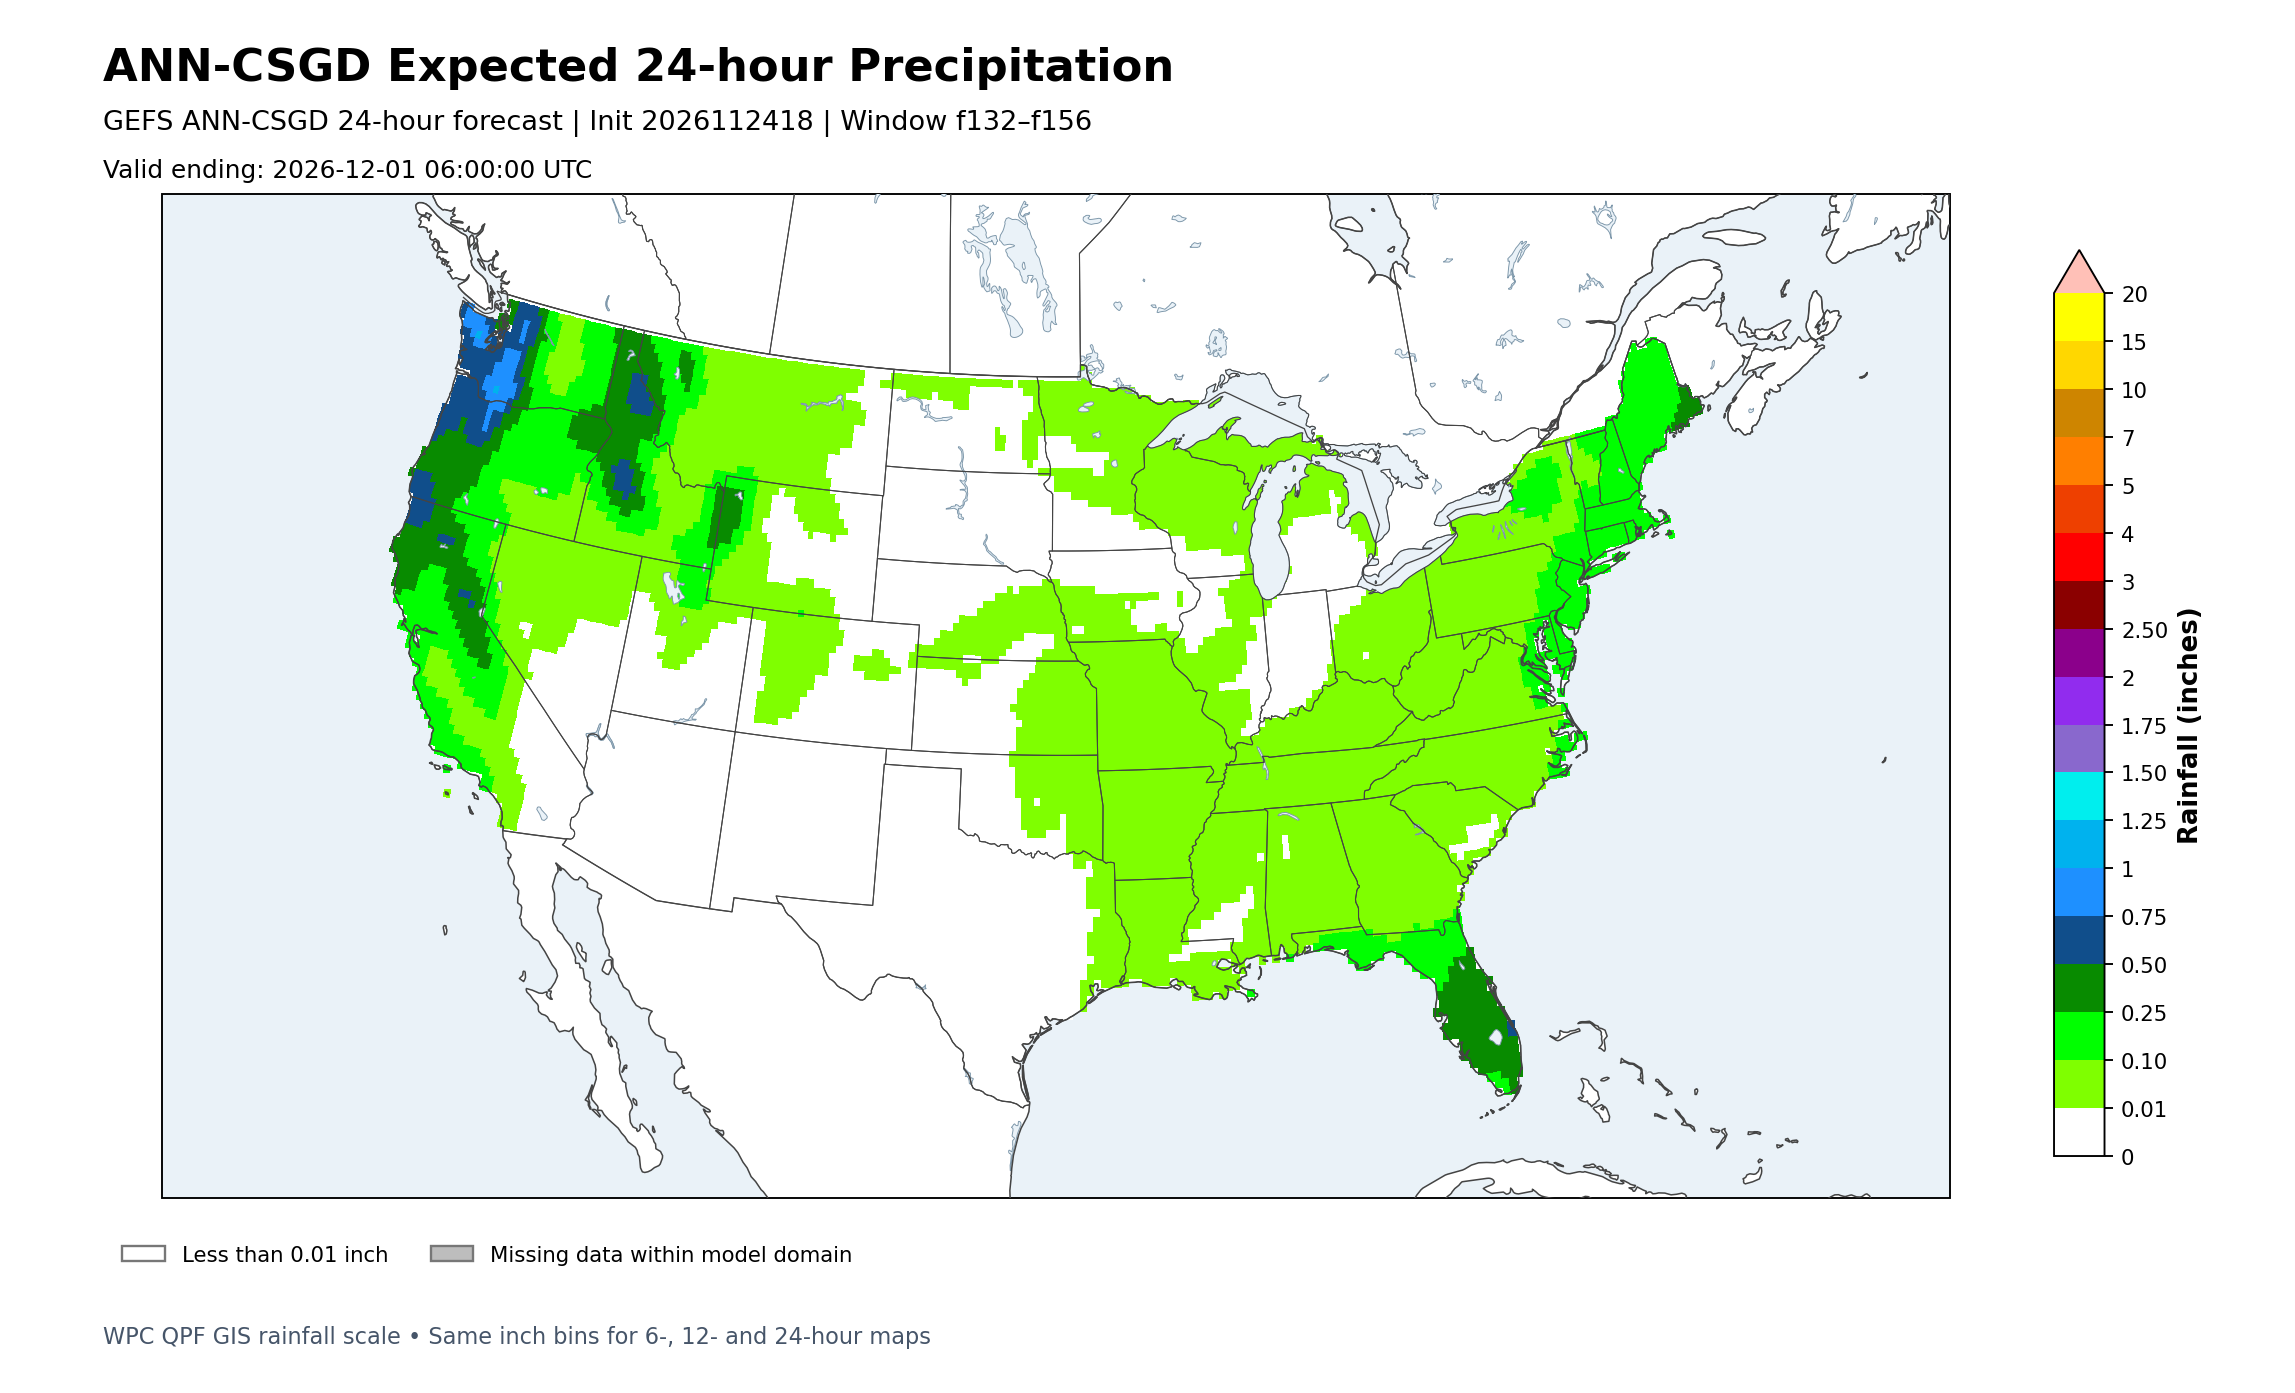 ANN-CSGD Expected 24-hour Precipitation
GEFS ANN-CSGD 24-hour forecast | Init 2026112418 | Window f132–f156
Valid ending: 2026-12-01 06:00:00 UTC
20
15
10
7
5
4
3
2.50
2
1.75
1.50
1.25
1
0.75
0.50
0.25
0.10
0.01
0
Rainfall (inches)
Less than 0.01 inch
Missing data within model domain
WPC QPF GIS rainfall scale • Same inch bins for 6-, 12- and 24-hour maps